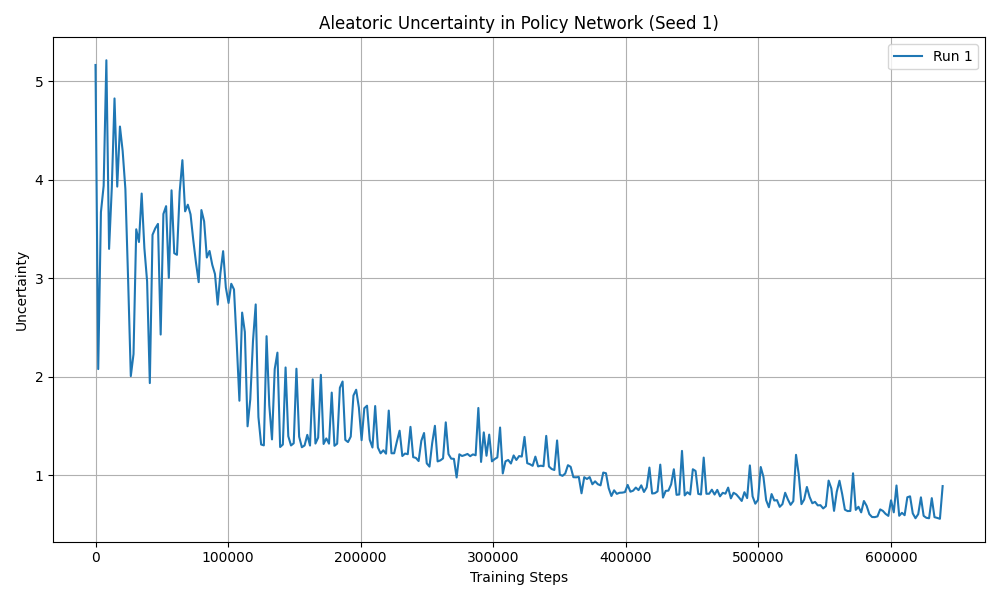 Aleatoric Uncertainty in Policy Network (Seed 1)
Run 1
5
4
3
2
1
Uncertainty
0 100000 200000 300000 400000 500000 600000
Training Steps